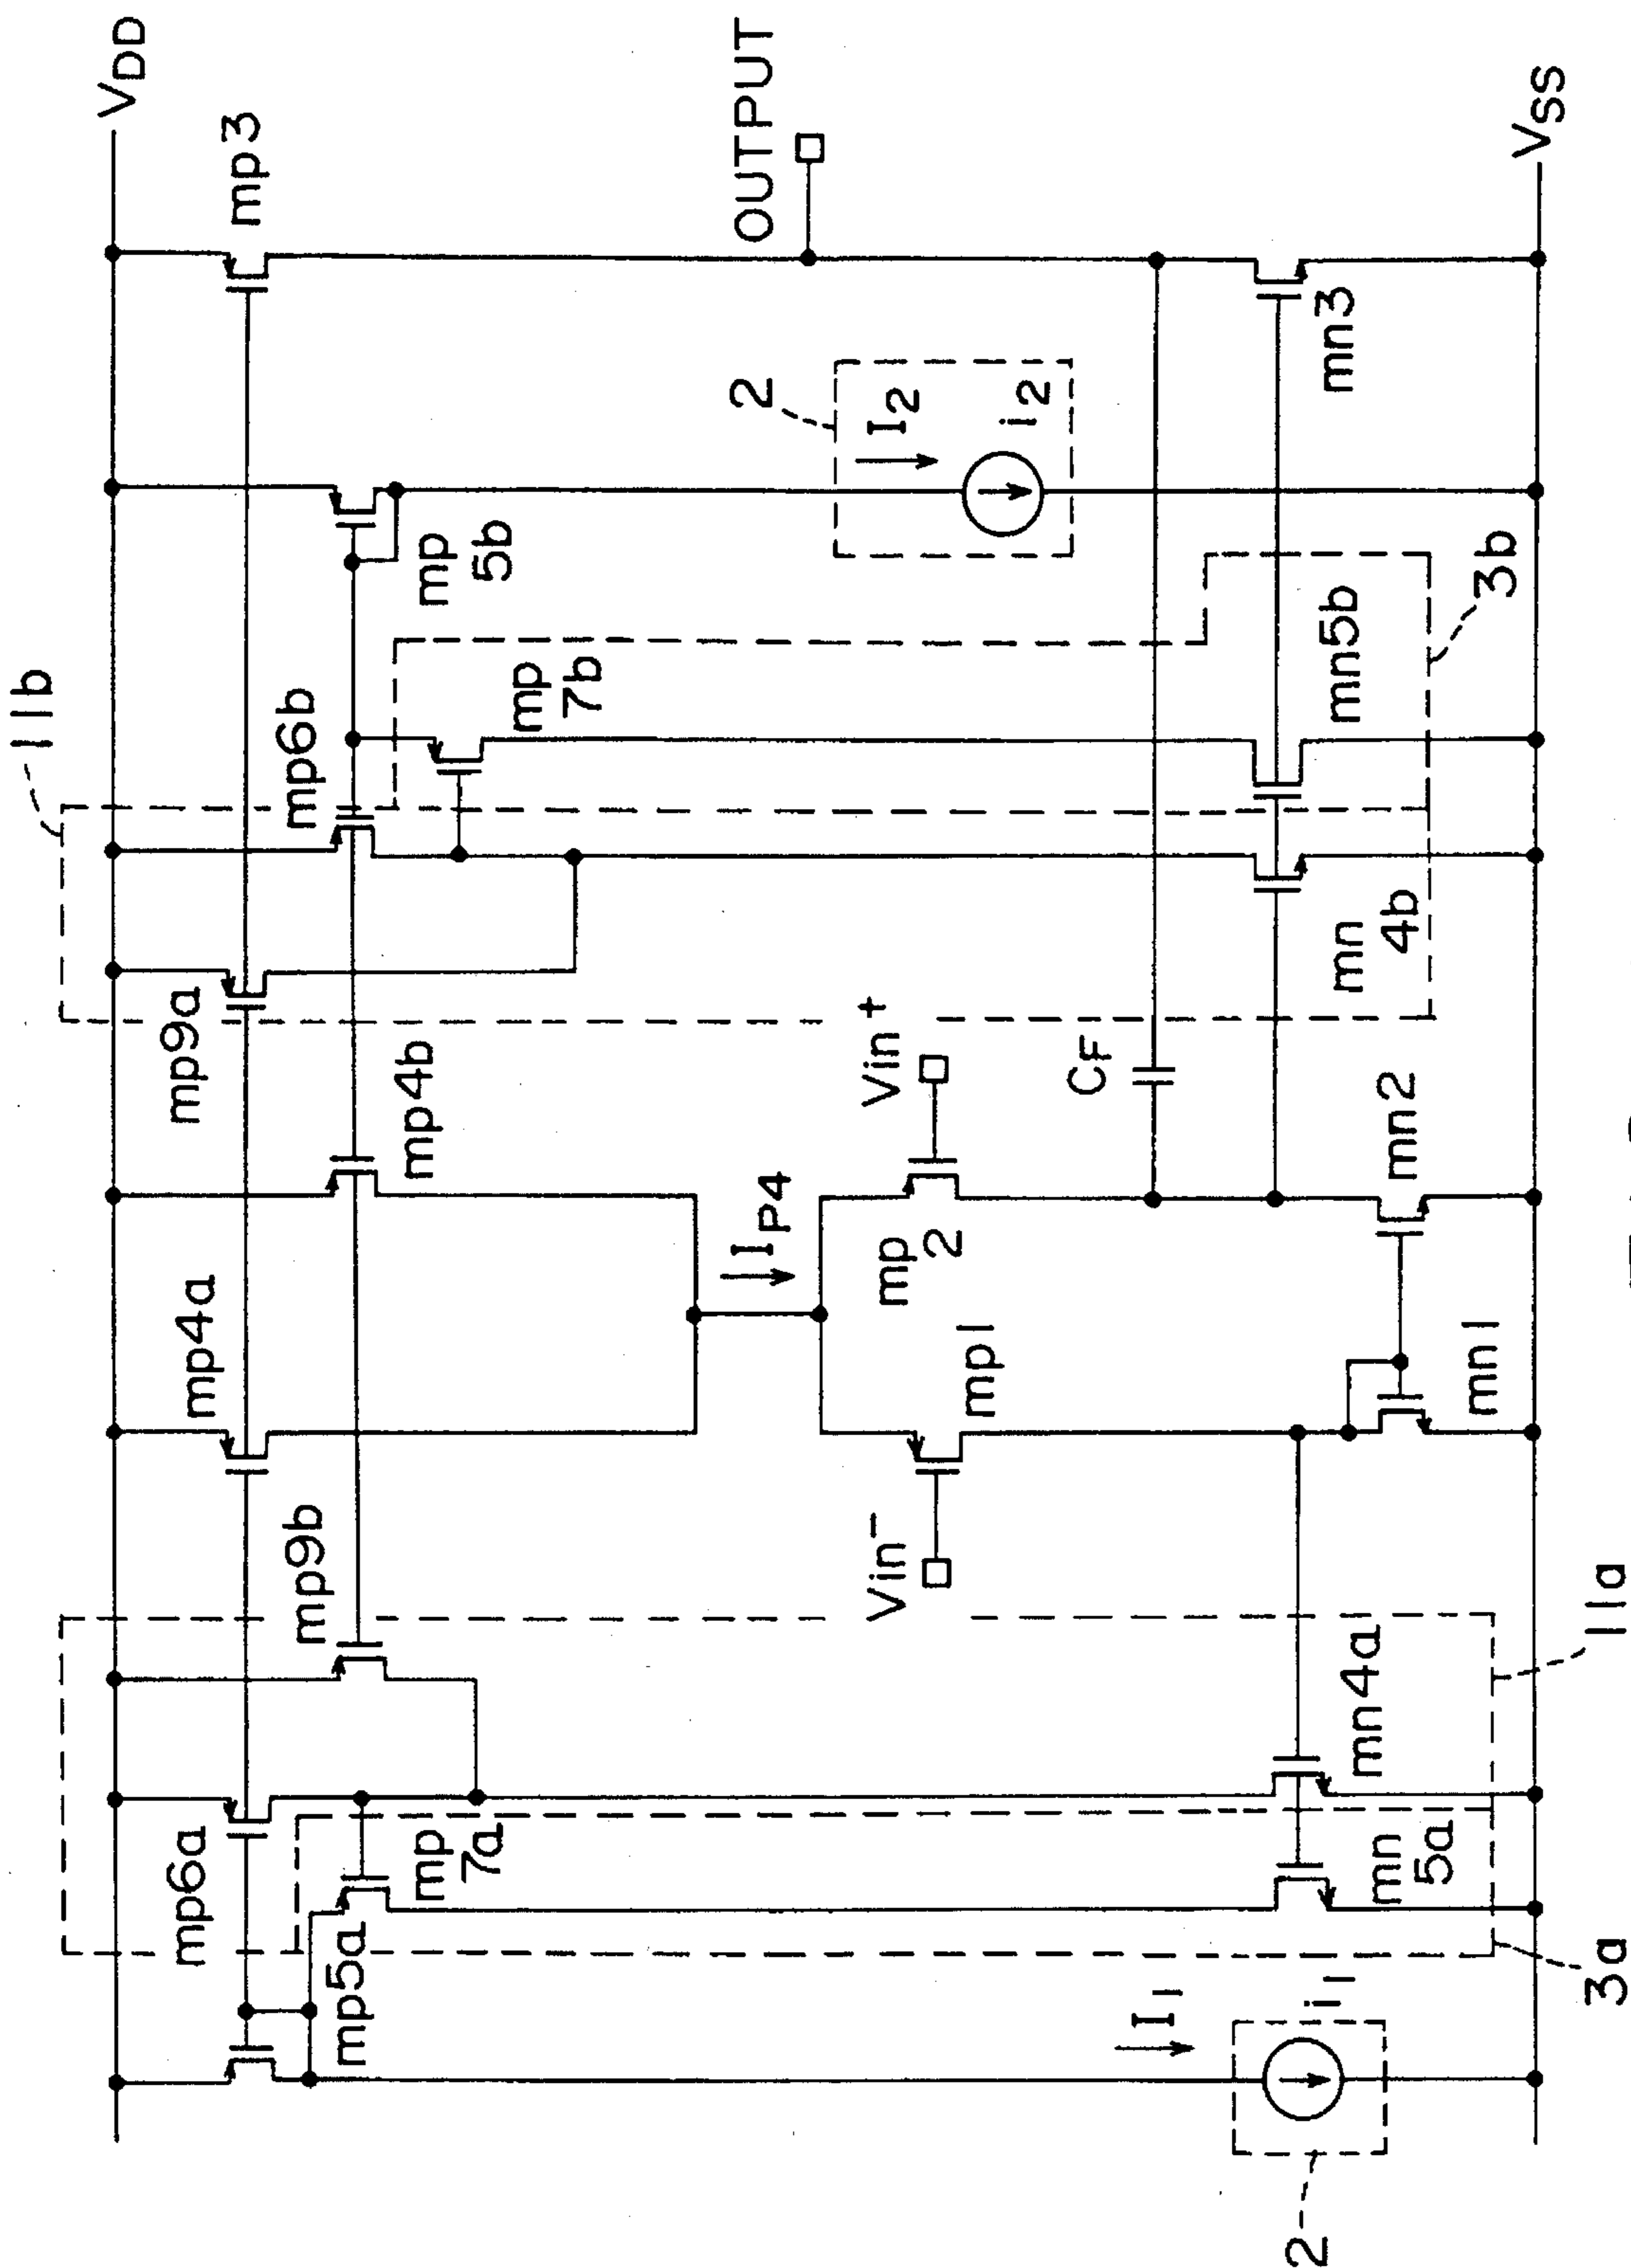 11b
VDD
mp9a
mp6b
mp3
mp4a
mp4b
mp9b
mp6a
mp
5b
mp
7b
mp5a
mp
7a
OUTPUT
2
I2
i2
IP4
Vin+
Vin-
mp
2
mp1
CF
I1
i1
2
mn
4b
mn5b
mn3
mn2
mn1
mn4a
mn
5a
3b
VSS
11a
3a